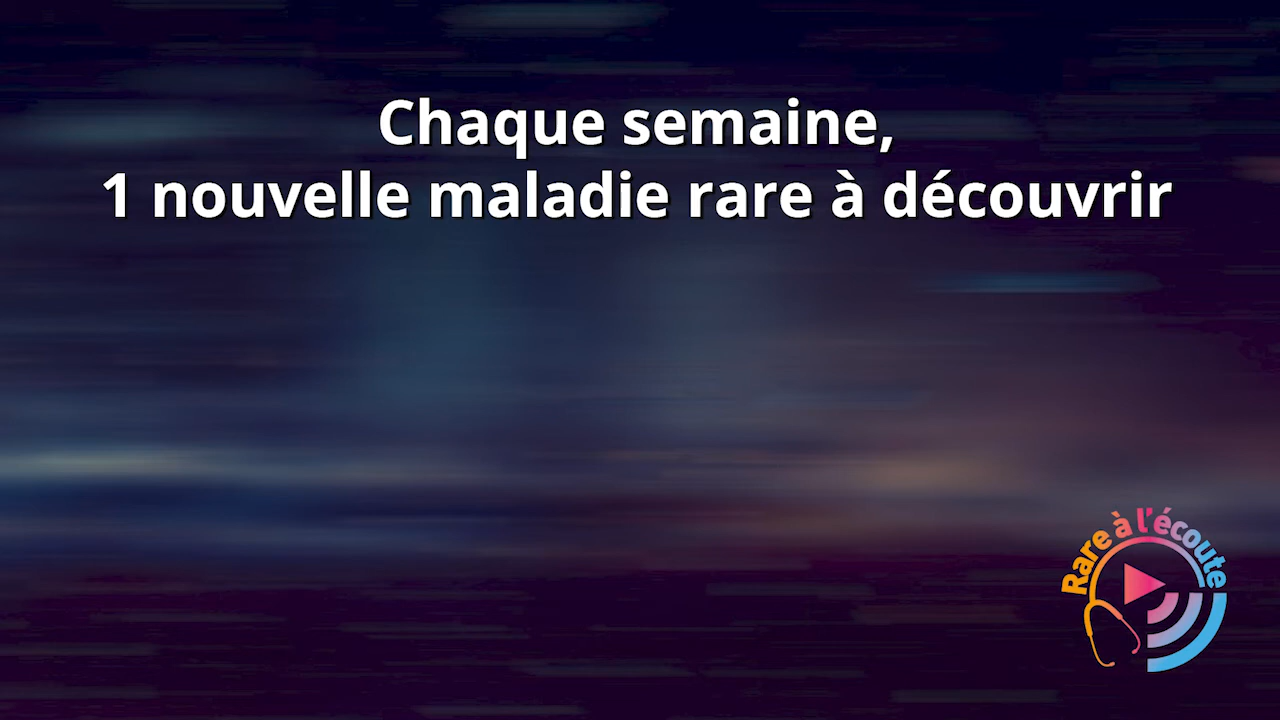 Chaque semaine,
1 nouvelle maladie rare à découvrir
Rare à l'écoute